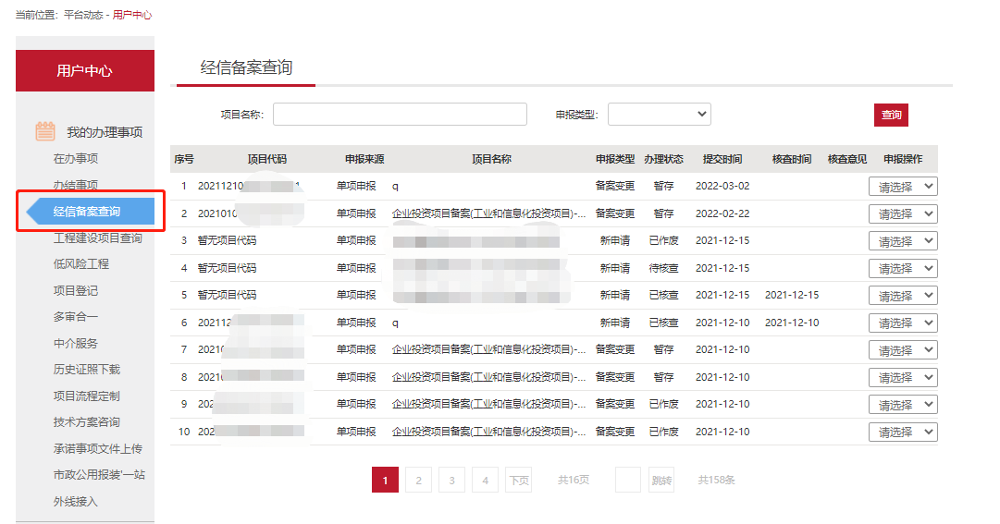 当前位置: 平台动态 - 用户中心
用户中心
我的办理事项
在办事项
办结事项
经信备案查询
工程建设项目查询
低风险工程
项目登记
多审合一
中介服务
历史证照下载
项目流程定制
技术方案咨询
承诺事项文件上传
市政公用报装'一站
外线接入
经信备案查询
项目名称: 申报类型: 查询
序号 项目代码 申报来源 项目名称 申报类型 办理状态 提交时间 核查时间 核查意见 申报操作
1 20211210 1 单项申报 q 备案变更 暂存 2022-03-02 请选择
2 2021010 单项申报 企业投资项目备案(工业和信息化投资项目)-... 备案变更 暂存 2022-02-22 请选择
3 暂无项目代码 单项申报 新申请 已作废 2021-12-15 请选择
4 暂无项目代码 单项申报 新申请 待核查 2021-12-15 请选择
5 暂无项目代码 单项申报 新申请 已核查 2021-12-15 2021-12-15 请选择
6 202112 单项申报 q 新申请 已核查 2021-12-10 2021-12-10 请选择
7 2021 单项申报 企业投资项目备案(工业和信息化投资项目)-... 备案变更 暂存 2021-12-10 请选择
8 2021 单项申报 企业投资项目备案(工业和信息化投资项目)-... 备案变更 暂存 2021-12-10 请选择
9 202 单项申报 企业投资项目备案(工业和信息化投资项目)-... 备案变更 已作废 2021-12-10 请选择
10 202 单项申报 企业投资项目备案(工业和信息化投资项目)-... 备案变更 已作废 2021-12-10 请选择
1 2 3 4 下页 共16页 跳转 共158条